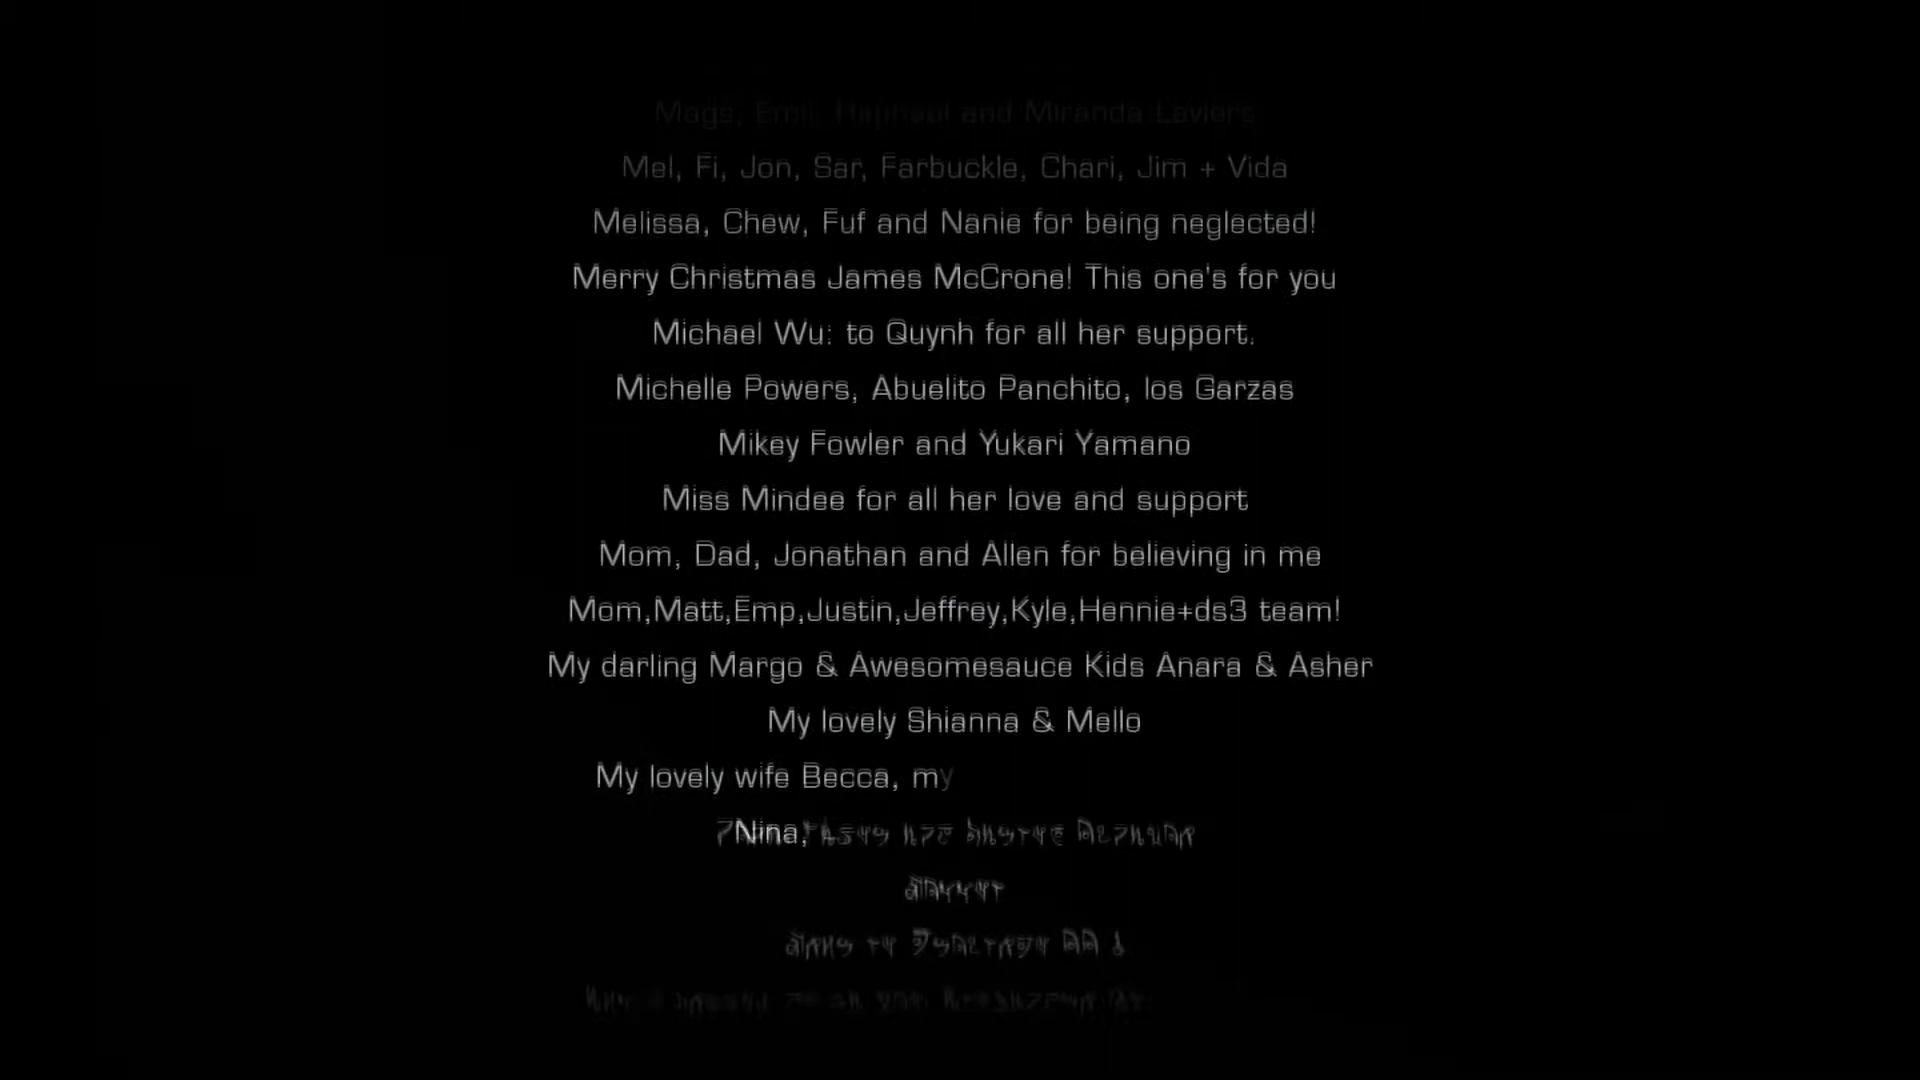 and Miranda Laviers
Mel, Fi, Jon, Sar, Farbuckle, Chari, Jim + Vida
Melissa, Chew, Fuf and Nanie for being neglected!
Merry Christmas James McCrone! This one's for you
Michael Wu: to Quynh for all her support.
Michelle Powers, Abuelito Panchito, los Garzas
Mikey Fowler and Yukari Yamano
Miss Mindee for all her love and support
Mom, Dad, Jonathan and Allen for believing in me
Mom,Matt,Emp,Justin,Jeffrey,Kyle,Hennie+ds3 team!
My darling Margo & Awesomesauce Kids Anara & Asher
My lovely Shianna & Mello
My lovely wife Becca, my
Nina,